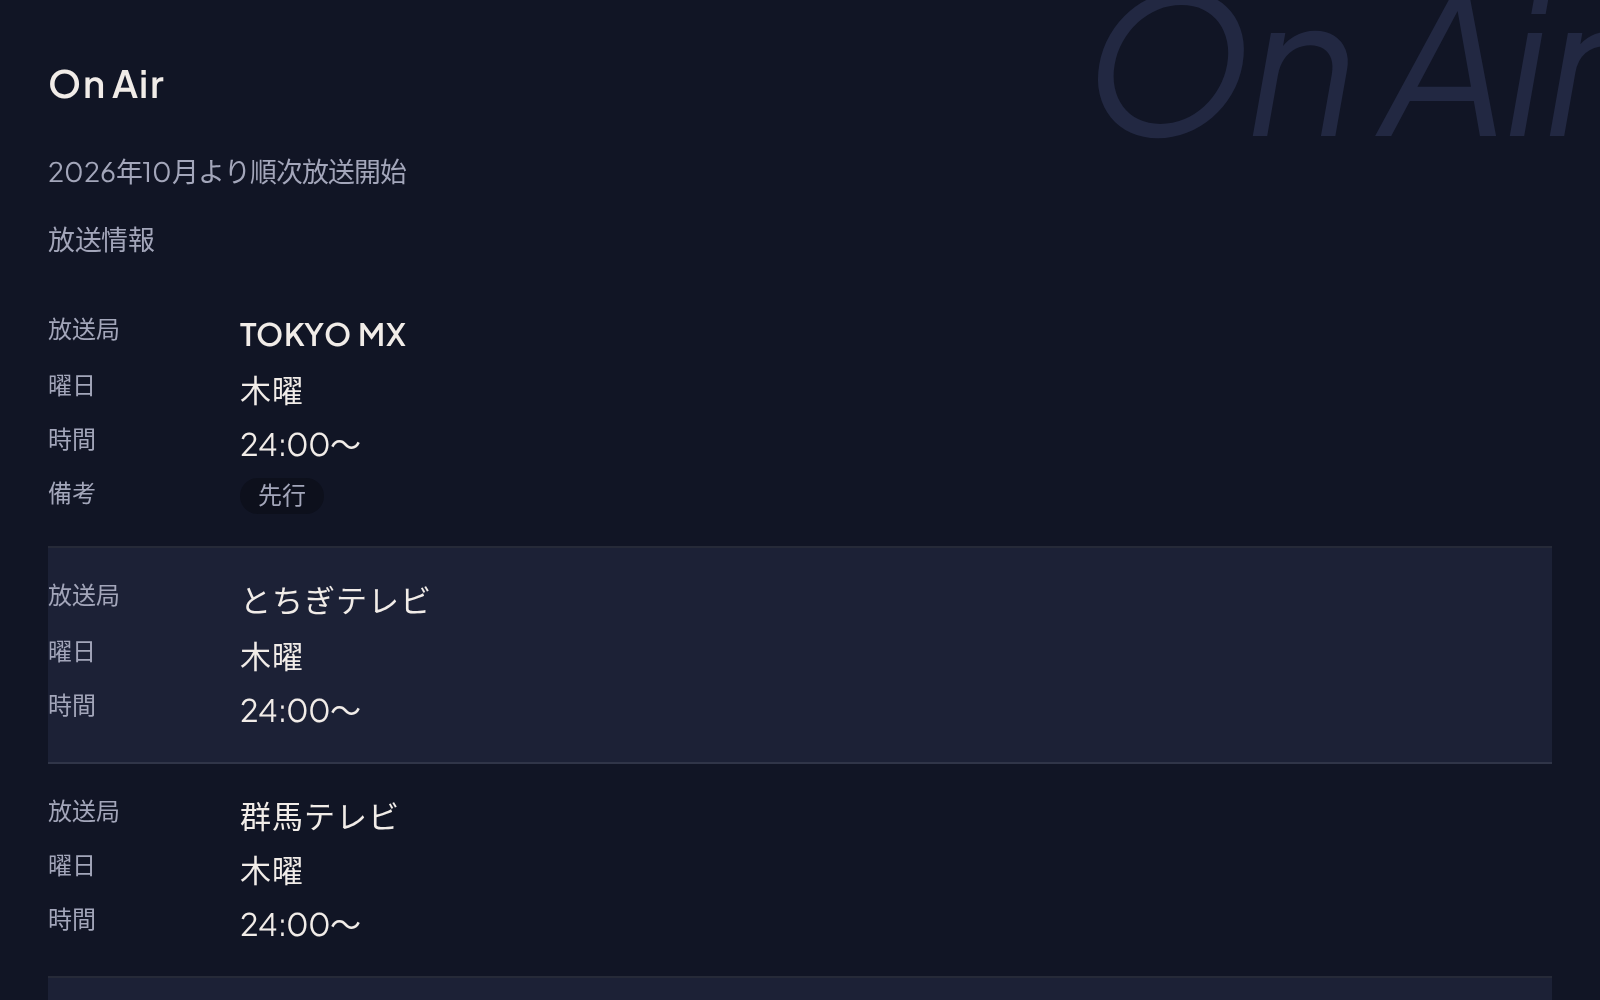 On Air
On Air
2026年10月より順次放送開始
放送情報
放送局 TOKYO MX
曜日 木曜
時間 24:00〜
備考 先行
放送局 とちぎテレビ
曜日 木曜
時間 24:00〜
放送局 群馬テレビ
曜日 木曜
時間 24:00〜